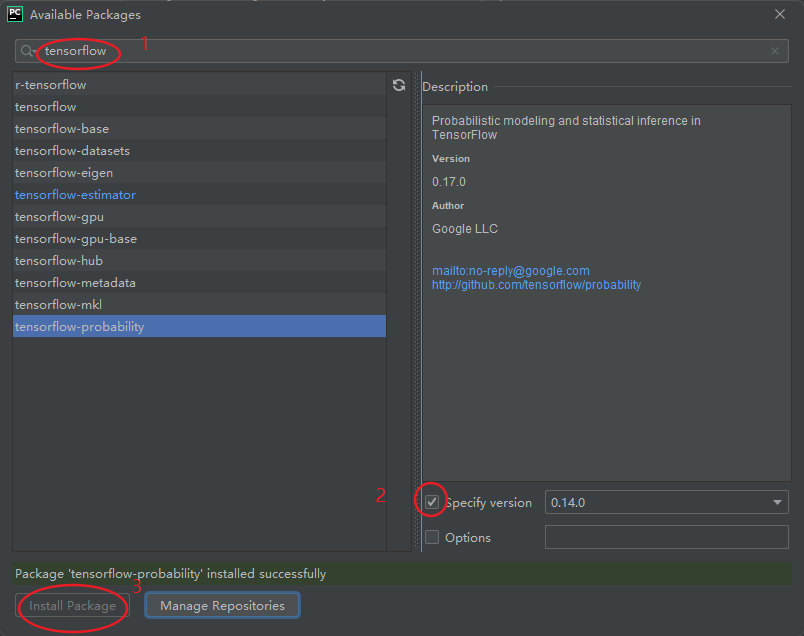 PC Available Packages
tensorflow 1
r-tensorflow
tensorflow
tensorflow-base
tensorflow-datasets
tensorflow-eigen
tensorflow-estimator
tensorflow-gpu
tensorflow-gpu-base
tensorflow-hub
tensorflow-metadata
tensorflow-mkl
tensorflow-probability
Description
Probabilistic modeling and statistical inference in
TensorFlow
Version
0.17.0
Author
Google LLC
mailto:no-reply@google.com
http://github.com/tensorflow/probability
2 Specify version 0.14.0
Options
Package 'tensorflow-probability' installed successfully
3
Install Package Manage Repositories